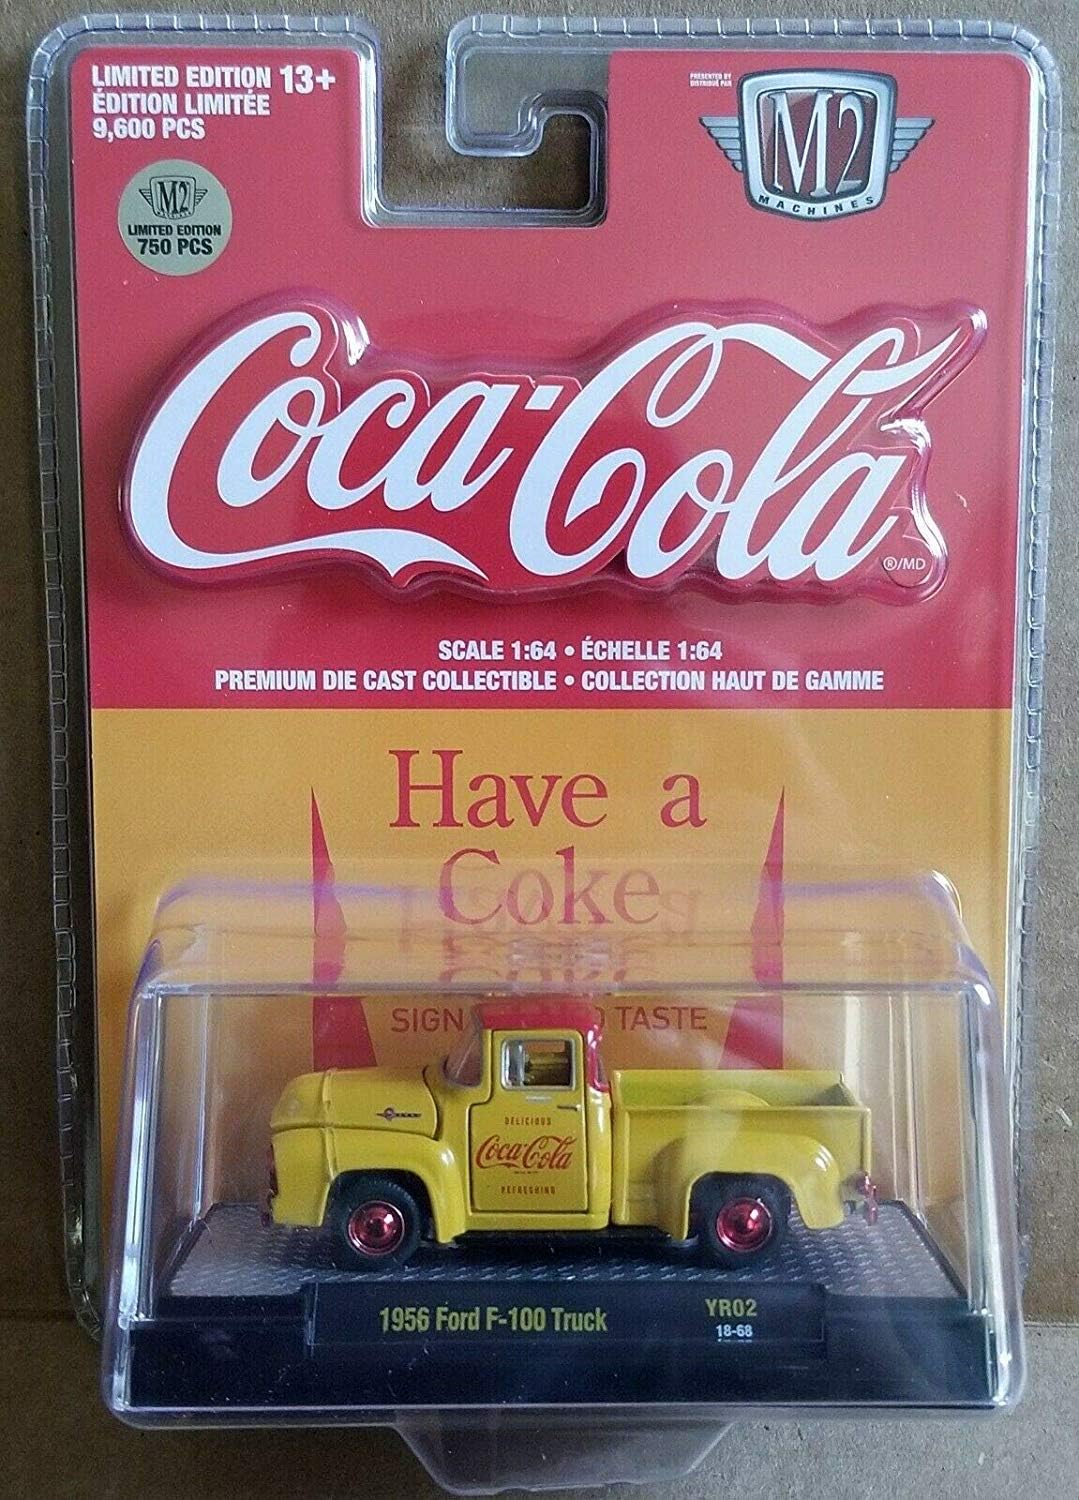 LIMITED EDITION 13+
ÉDITION LIMITÉE
9,600 PCS
PRESENTED BY
DISTRIBUÉ PAR
M2
MACHINES
M2
MACHINES
LIMITED EDITION
750 PCS
Coca-Cola
®/MD
SCALE 1:64 • ÉCHELLE 1:64
PREMIUM DIE CAST COLLECTIBLE • COLLECTION HAUT DE GAMME
Have a
Coke
SIGN TASTE
DELICIOUS
Coca-Cola
REFRESHING
1956 Ford F-100 Truck YR02
18-68